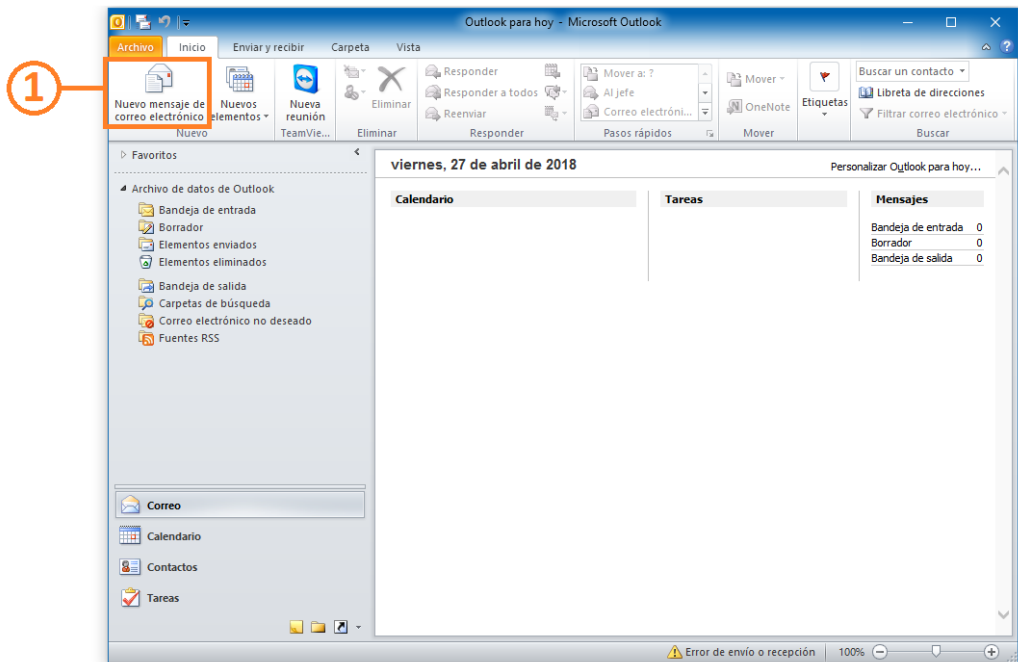 Outlook para hoy - Microsoft Outlook
Archivo Inicio Enviar y recibir Carpeta Vista
1
Nuevo mensaje de correo electrónico
Nuevos elementos
Nueva reunión
Eliminar
Responder
Responder a todos
Reenviar
Mover a: ?
Al jefe
Correo electróni...
Mover
OneNote
Etiquetas
Buscar un contacto
Libreta de direcciones
Filtrar correo electrónico
Nuevo TeamVie... Eliminar Responder Pasos rápidos Mover Buscar
Favoritos
Archivo de datos de Outlook
Bandeja de entrada
Borrador
Elementos enviados
Elementos eliminados
Bandeja de salida
Carpetas de búsqueda
Correo electrónico no deseado
Fuentes RSS
Correo
Calendario
Contactos
Tareas
viernes, 27 de abril de 2018
Personalizar Outlook para hoy...
Calendario Tareas Mensajes
Bandeja de entrada 0
Borrador 0
Bandeja de salida 0
Error de envío o recepción 100%